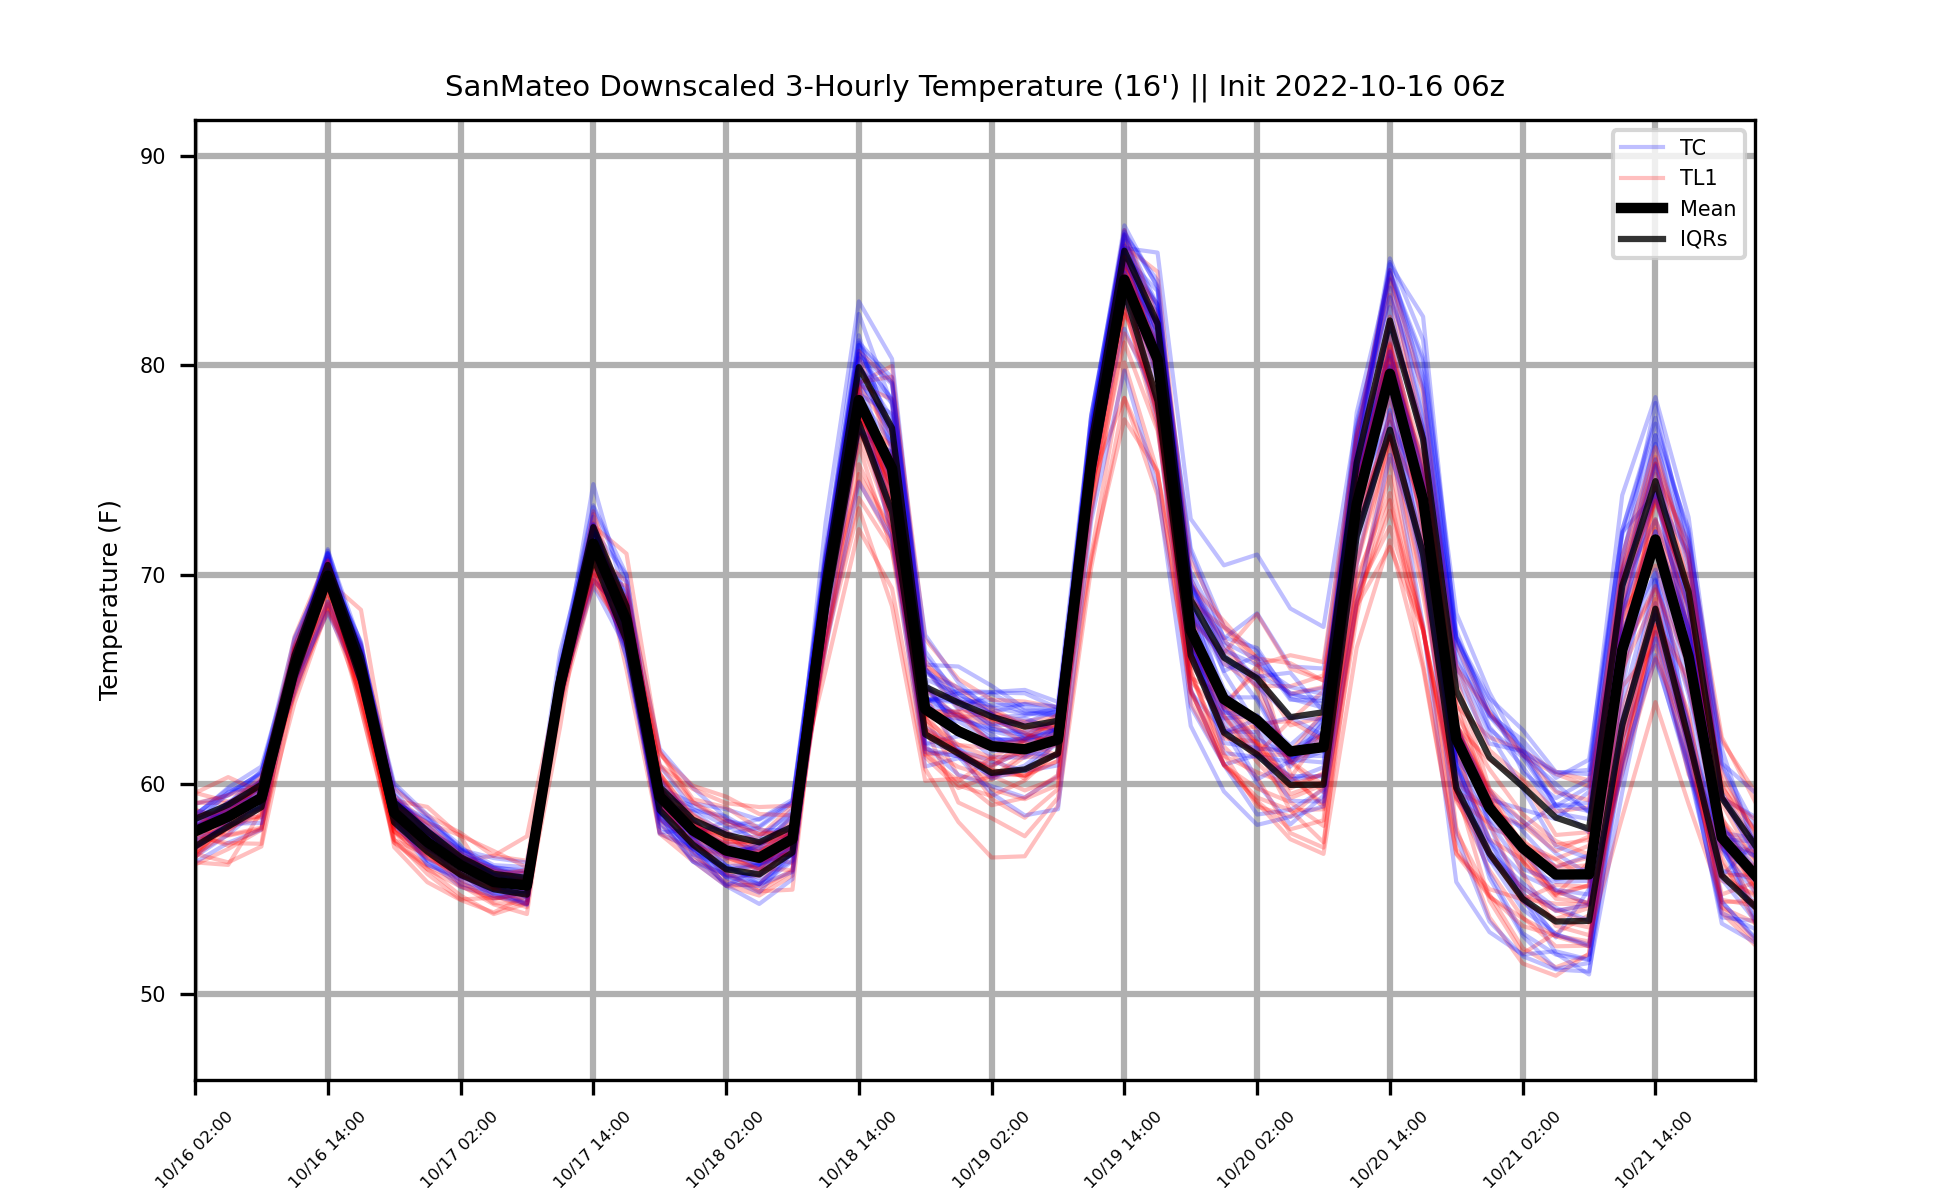 SanMateo Downscaled 3-Hourly Temperature (16') || Init 2022-10-16 06z
TC
TL1
Mean
IQRs
Temperature (F)
90
80
70
60
50
10/16 02:00
10/16 14:00
10/17 02:00
10/17 14:00
10/18 02:00
10/18 14:00
10/19 02:00
10/19 14:00
10/20 02:00
10/20 14:00
10/21 02:00
10/21 14:00